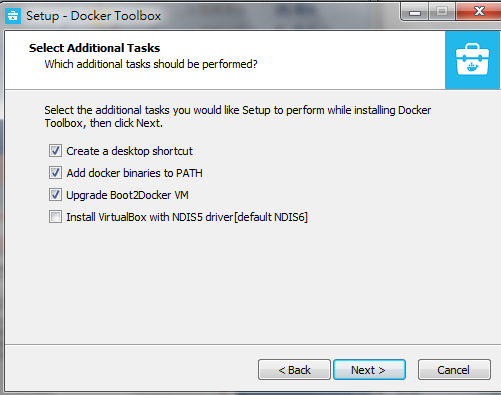 Setup - Docker Toolbox
Select Additional Tasks
Which additional tasks should be performed?
Select the additional tasks you would like Setup to perform while installing Docker
Toolbox, then click Next.
Create a desktop shortcut
Add docker binaries to PATH
Upgrade Boot2Docker VM
Install VirtualBox with NDIS5 driver[default NDIS6]
< Back
Next >
Cancel